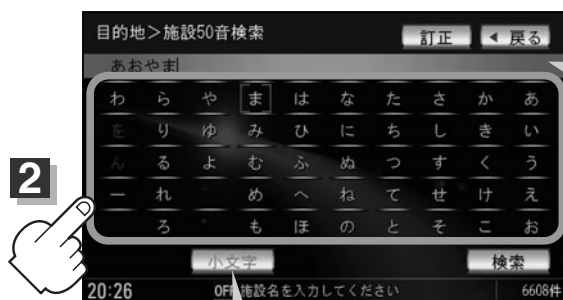 目的地>施設50音検索 訂正 ◀ 戻る
あおやま
わ ら や ま は な た さ か あ
を り ゆ み ひ に ち し き い
ん る よ む ふ ぬ つ す く う
2
ー れ ゛ め へ ね て せ け え
ろ ゜ も ほ の と そ こ お
小文字 検索
20:26 OFF 施設名を入力してください 6608件